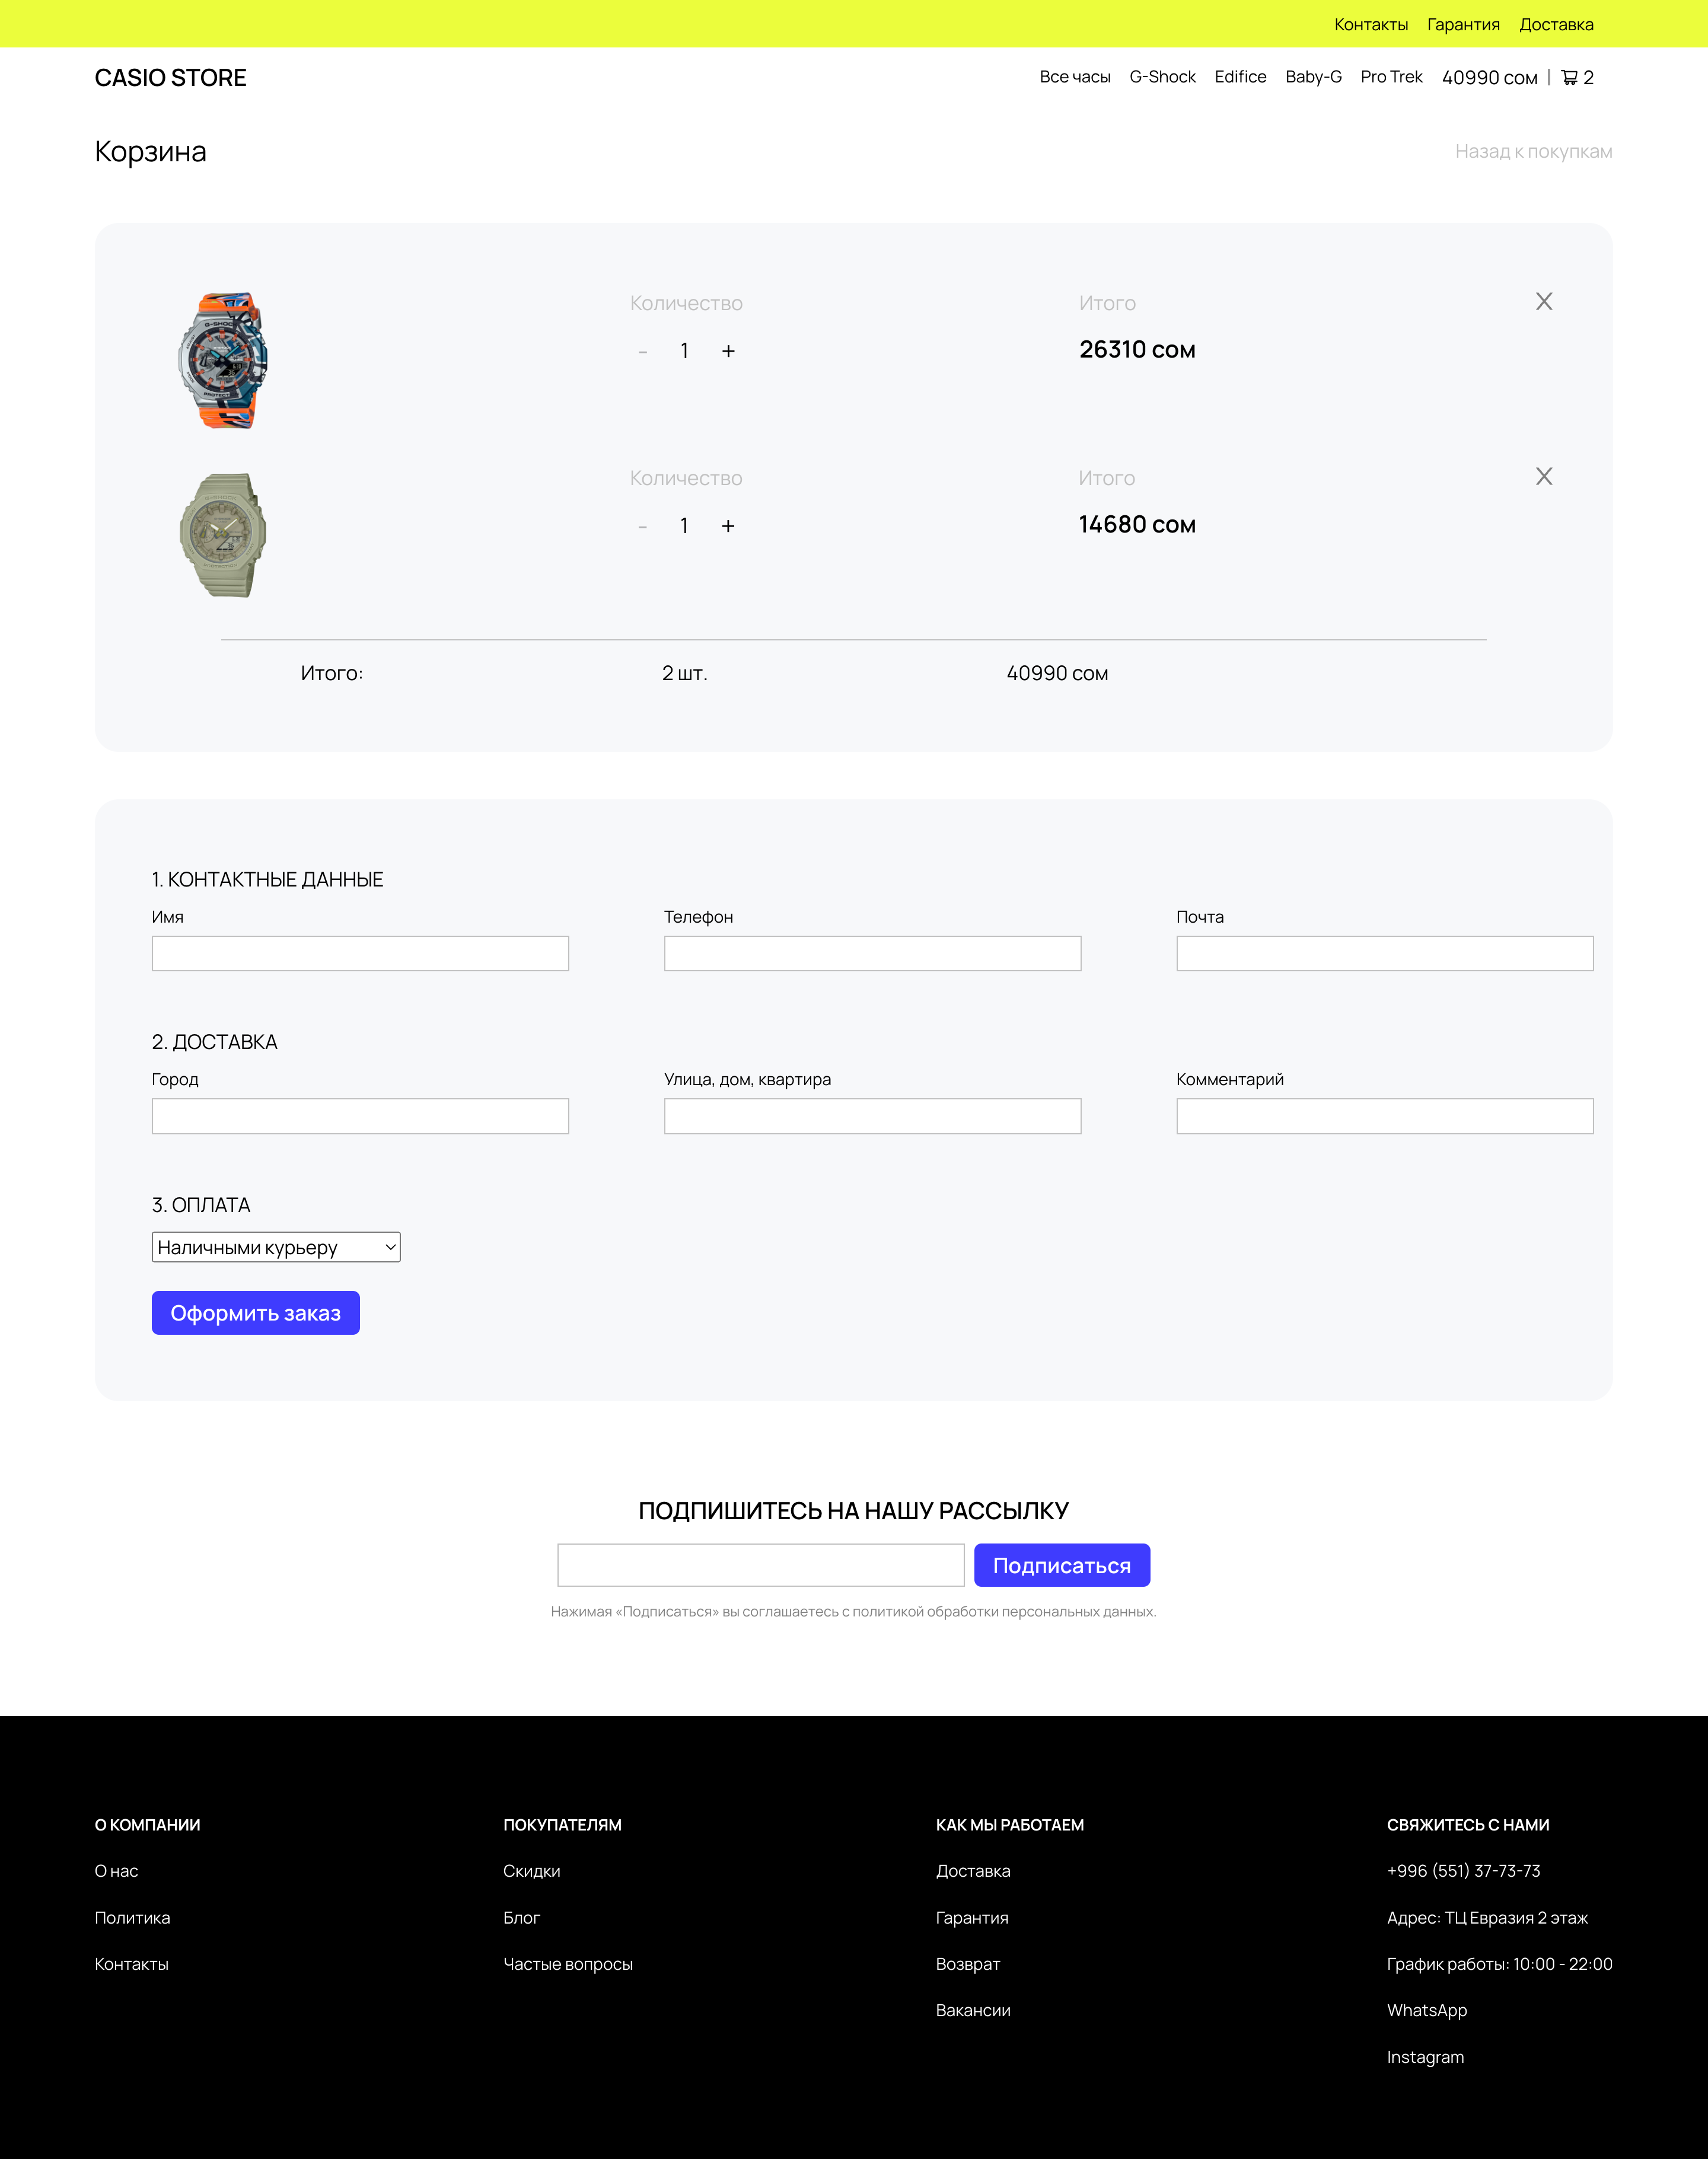 Контакты Гарантия Доставка
CASIO STORE
Все часы G-Shock Edifice Baby-G Pro Trek 40990 сом | 2
Корзина
Назад к покупкам
Количество
Итого
X
- 1 +
26310 сом
G-SHOCK
PROTECTION
Количество
Итого
X
- 1 +
14680 сом
G-SHOCK
Итого: 2 шт. 40990 сом
1. КОНТАКТНЫЕ ДАННЫЕ
Имя Телефон Почта
2. ДОСТАВКА
Город Улица, дом, квартира Комментарий
3. ОПЛАТА
Наличными курьеру
Оформить заказ
ПОДПИШИТЕСЬ НА НАШУ РАССЫЛКУ
Подписаться
Нажимая «Подписаться» вы соглашаетесь с политикой обработки персональных данных.
О КОМПАНИИ
О нас
Политика
Контакты
ПОКУПАТЕЛЯМ
Скидки
Блог
Частые вопросы
КАК МЫ РАБОТАЕМ
Доставка
Гарантия
Возврат
Вакансии
СВЯЖИТЕСЬ С НАМИ
+996 (551) 37-73-73
Адрес: ТЦ Евразия 2 этаж
График работы: 10:00 - 22:00
WhatsApp
Instagram